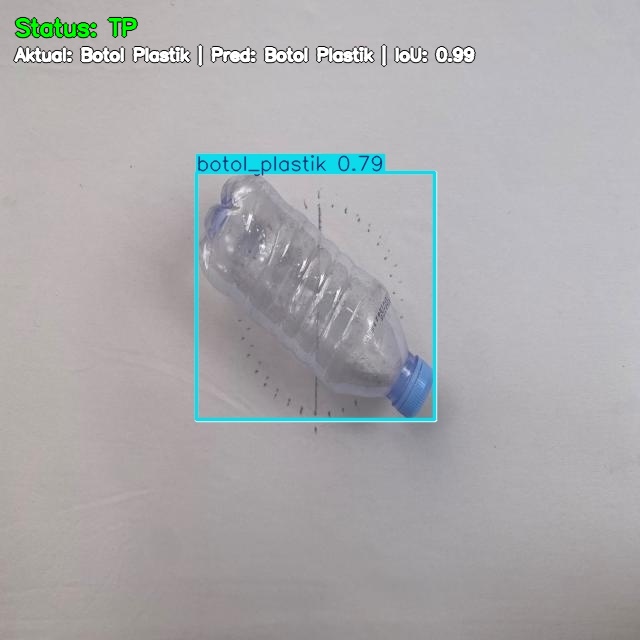 Status: TP
Aktual: Botol Plastik | Pred: Botol Plastik | IoU: 0.99
botol_plastik 0.79